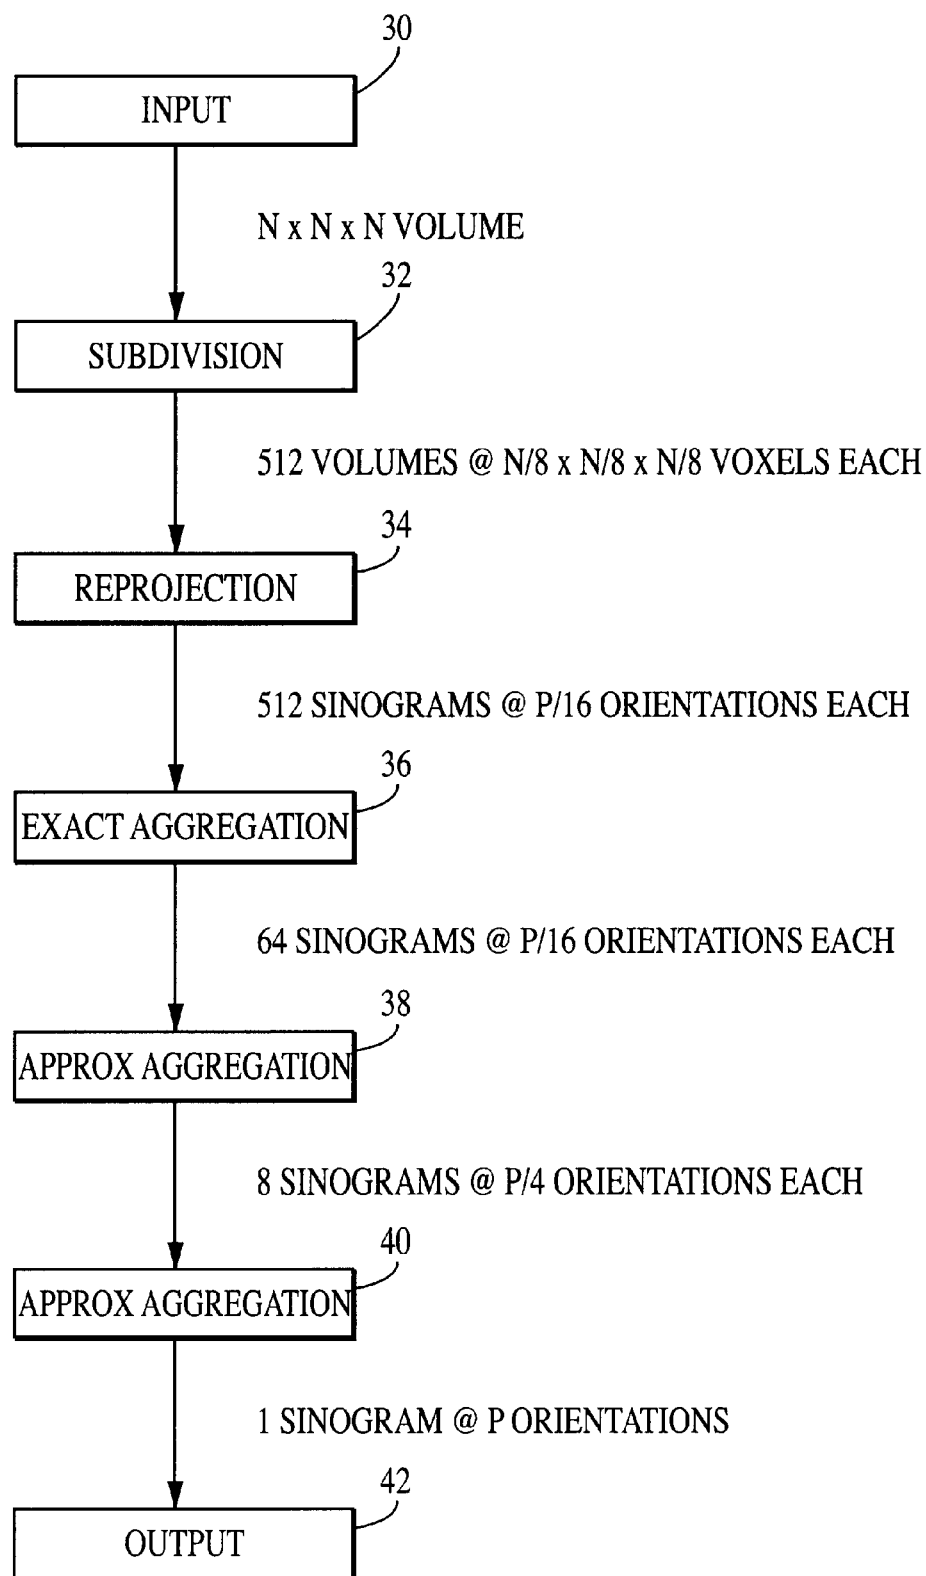 30
INPUT
N x N x N VOLUME
32
SUBDIVISION
512 VOLUMES @ N/8 x N/8 x N/8 VOXELS EACH
34
REPROJECTION
512 SINOGRAMS @ P/16 ORIENTATIONS EACH
36
EXACT AGGREGATION
64 SINOGRAMS @ P/16 ORIENTATIONS EACH
38
APPROX AGGREGATION
8 SINOGRAMS @ P/4 ORIENTATIONS EACH
40
APPROX AGGREGATION
1 SINOGRAM @ P ORIENTATIONS
42
OUTPUT